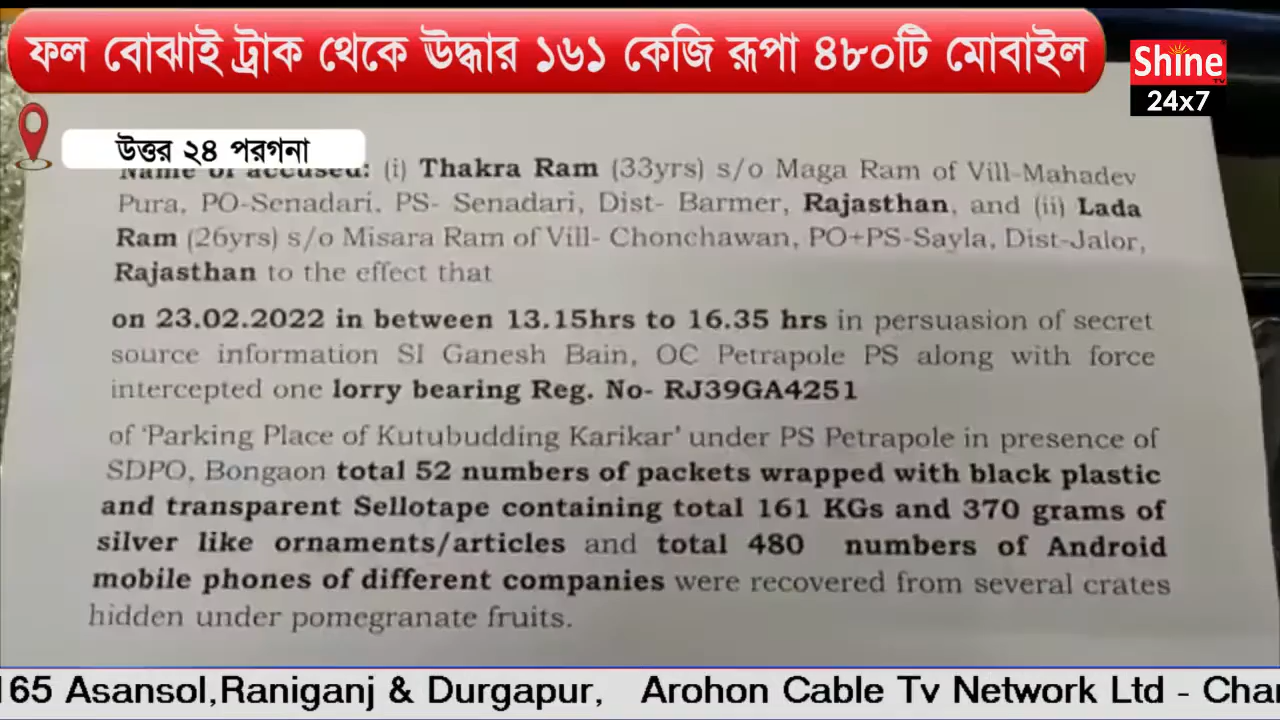 ফল বোঝাই ট্রাক থেকে উদ্ধার ১৬১ কেজি রূপা ৪৮০টি মোবাইল
Shine
TV
24x7
উত্তর ২৪ পরগনা
Name of accused: (i) Thakra Ram (33yrs) s/o Maga Ram of Vill-Mahadev
Pura, PO-Senadari, PS- Senadari, Dist- Barmer, Rajasthan, and (ii) Lada
Ram (26yrs) s/o Misara Ram of Vill- Chonchawan, PO+PS-Sayla, Dist-Jalor,
Rajasthan to the effect that
on 23.02.2022 in between 13.15hrs to 16.35 hrs in persuasion of secret
source information SI Ganesh Bain, OC Petrapole PS along with force
intercepted one lorry bearing Reg. No- RJ39GA4251
of 'Parking Place of Kutubudding Karikar' under PS Petrapole in presence of
SDPO, Bongaon total 52 numbers of packets wrapped with black plastic
and transparent Sellotape containing total 161 KGs and 370 grams of
silver like ornaments/articles and total 480 numbers of Android
mobile phones of different companies were recovered from several crates
hidden under pomegranate fruits.
165 Asansol,Raniganj & Durgapur, Arohon Cable Tv Network Ltd - Chan